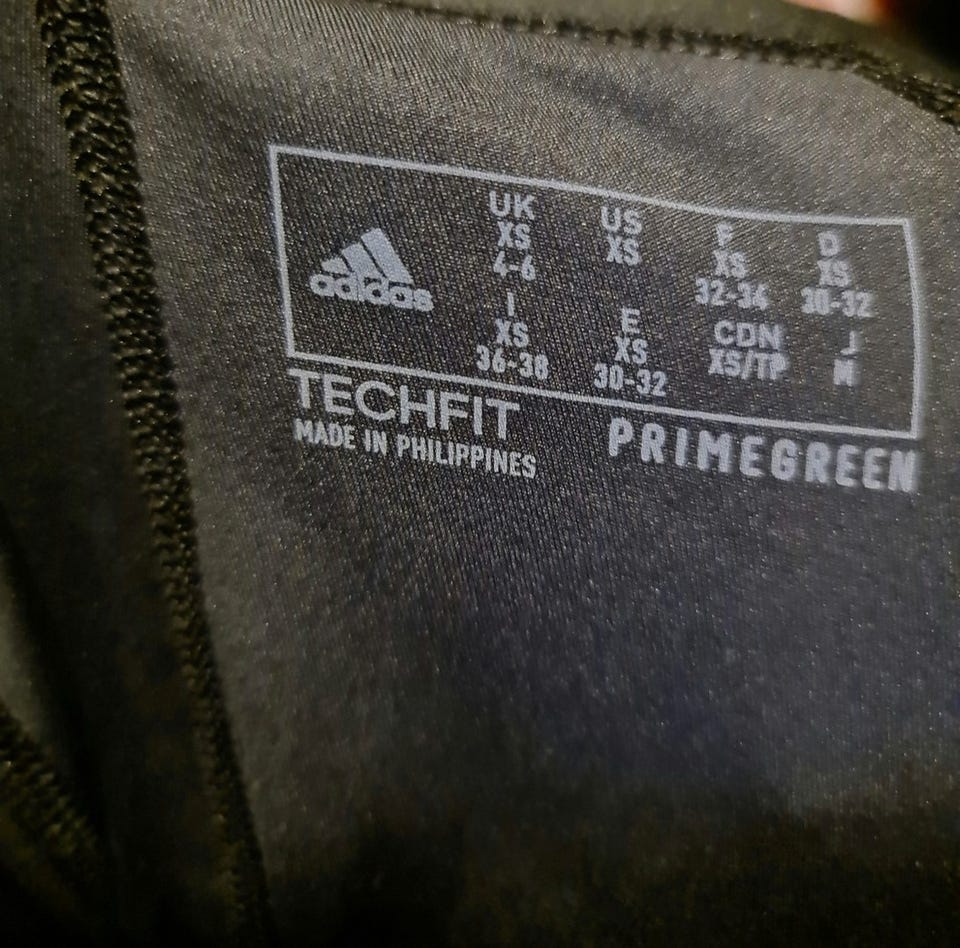 adidas
UK US F D
XS XS XS XS
4-6 32-34 30-32
I E CDN J
XS XS XS/TP M
36-38 30-32
TECHFIT PRIMEGREEN
MADE IN PHILIPPINES